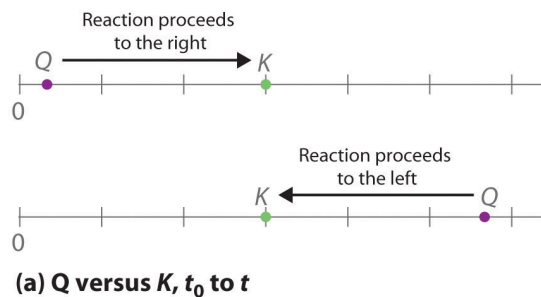 Reaction proceeds
to the right
Q
K
0
Reaction proceeds
to the left
K
Q
0
(a) Q versus K, t₀ to t